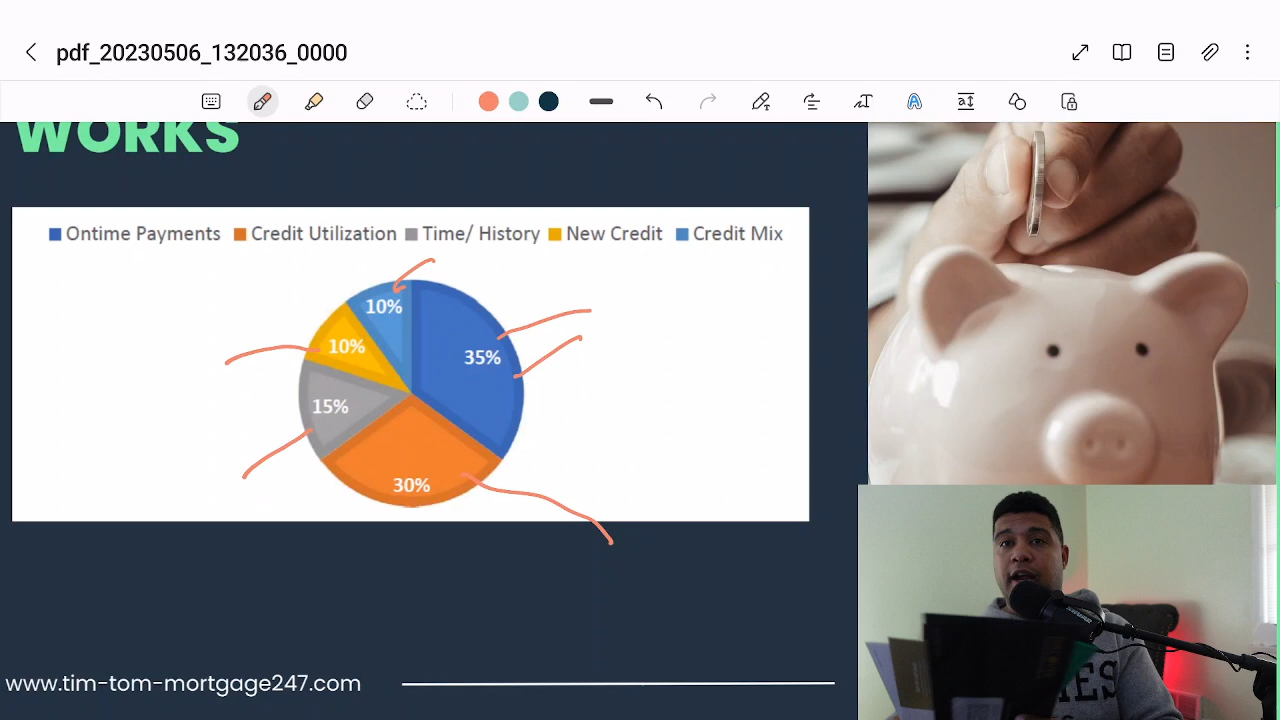 pdf_20230506_132036_0000
WORKS
Ontime Payments Credit Utilization Time/ History New Credit Credit Mix
10%
10%
35%
15%
30%
www.tim-tom-mortgage247.com